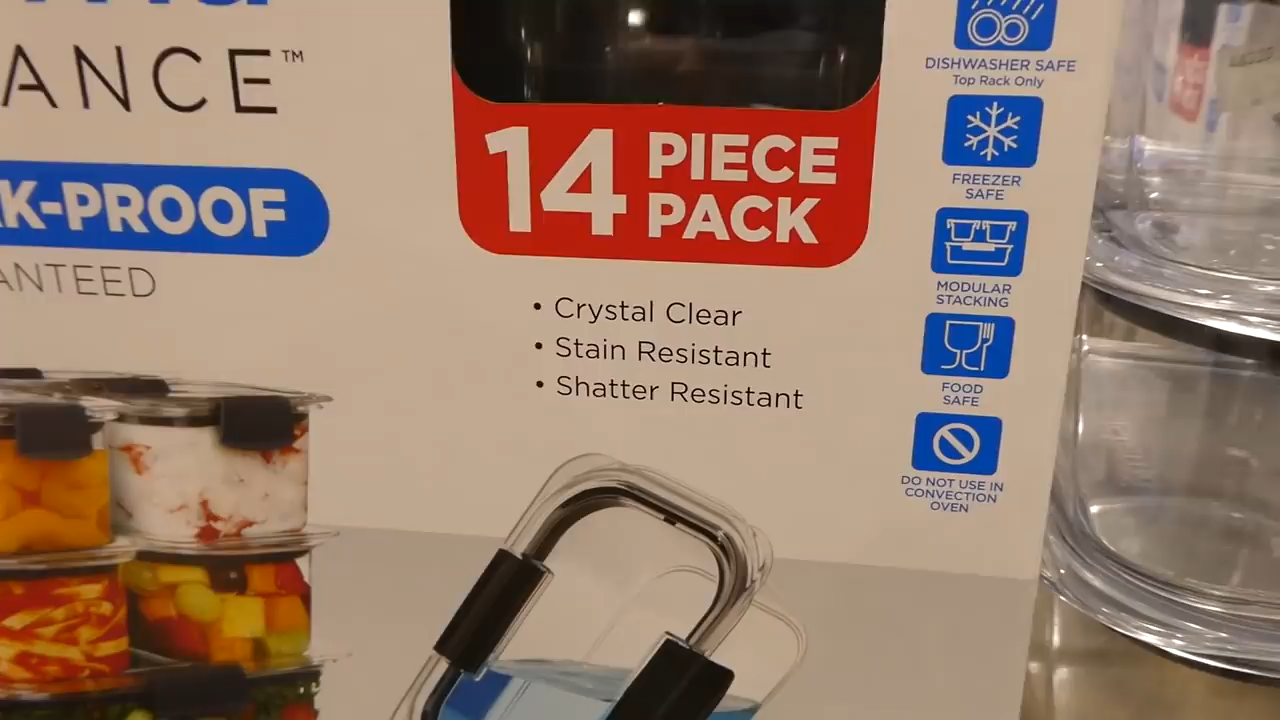 ANCE™
K-PROOF
ANTEED
14 PIECE
PACK
• Crystal Clear
• Stain Resistant
• Shatter Resistant
DISHWASHER SAFE
Top Rack Only
FREEZER
SAFE
MODULAR
STACKING
FOOD
SAFE
DO NOT USE IN
CONVECTION
OVEN